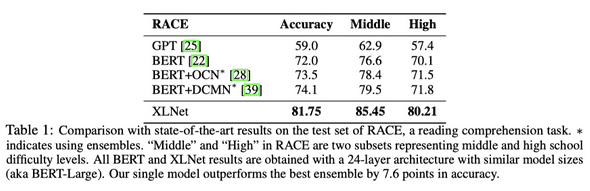 RACE Accuracy Middle High
GPT [25] 59.0 62.9 57.4
BERT [22] 72.0 76.6 70.1
BERT+OCN* [28] 73.5 78.4 71.5
BERT+DCMN* [39] 74.1 79.5 71.8
XLNet 81.75 85.45 80.21
Table 1: Comparison with state-of-the-art results on the test set of RACE, a reading comprehension task. *
indicates using ensembles. “Middle” and “High” in RACE are two subsets representing middle and high school
difficulty levels. All BERT and XLNet results are obtained with a 24-layer architecture with similar model sizes
(aka BERT-Large). Our single model outperforms the best ensemble by 7.6 points in accuracy.